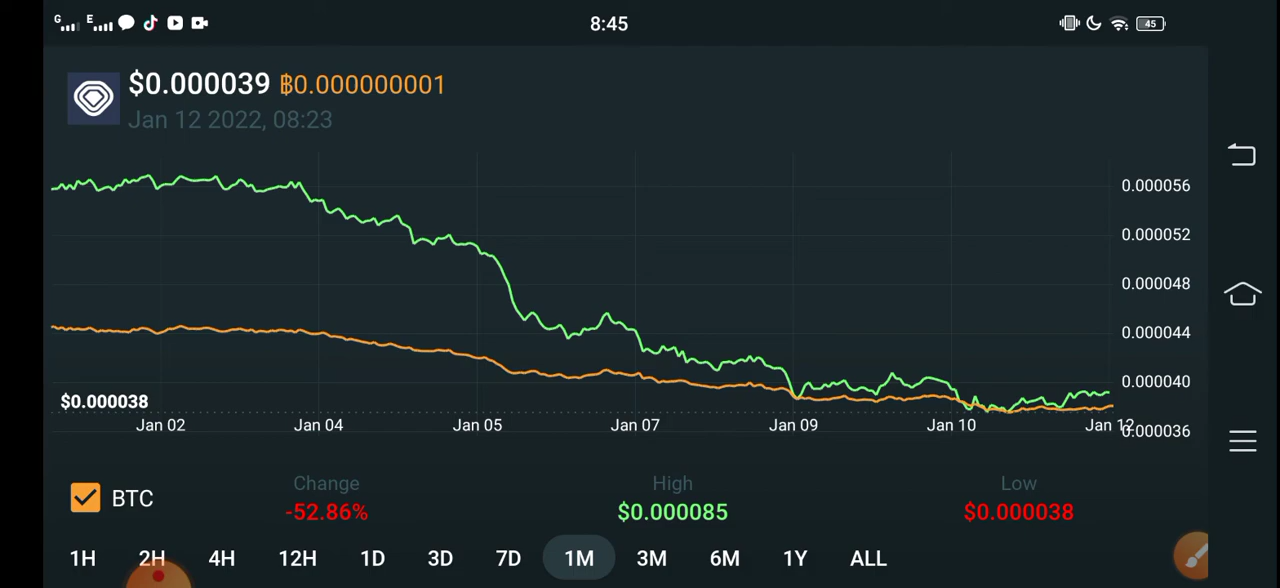 G E 8:45 45
$0.000039 ฿0.000000001
Jan 12 2022, 08:23
0.000056
0.000052
0.000048
0.000044
0.000040
$0.000038
0.000036
Jan 02 Jan 04 Jan 05 Jan 07 Jan 09 Jan 10 Jan 12
BTC
Change High Low
-52.86% $0.000085 $0.000038
1H 2H 4H 12H 1D 3D 7D 1M 3M 6M 1Y ALL